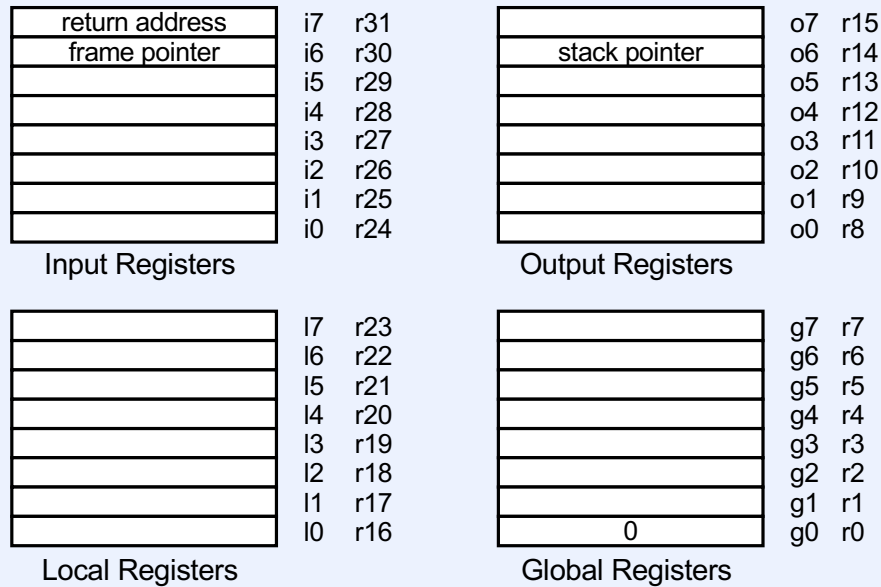 return address i7 r31
frame pointer i6 r30
i5 r29
i4 r28
i3 r27
i2 r26
i1 r25
i0 r24
Input Registers
o7 r15
stack pointer o6 r14
o5 r13
o4 r12
o3 r11
o2 r10
o1 r9
o0 r8
Output Registers
l7 r23
l6 r22
l5 r21
l4 r20
l3 r19
l2 r18
l1 r17
l0 r16
Local Registers
g7 r7
g6 r6
g5 r5
g4 r4
g3 r3
g2 r2
g1 r1
0 g0 r0
Global Registers